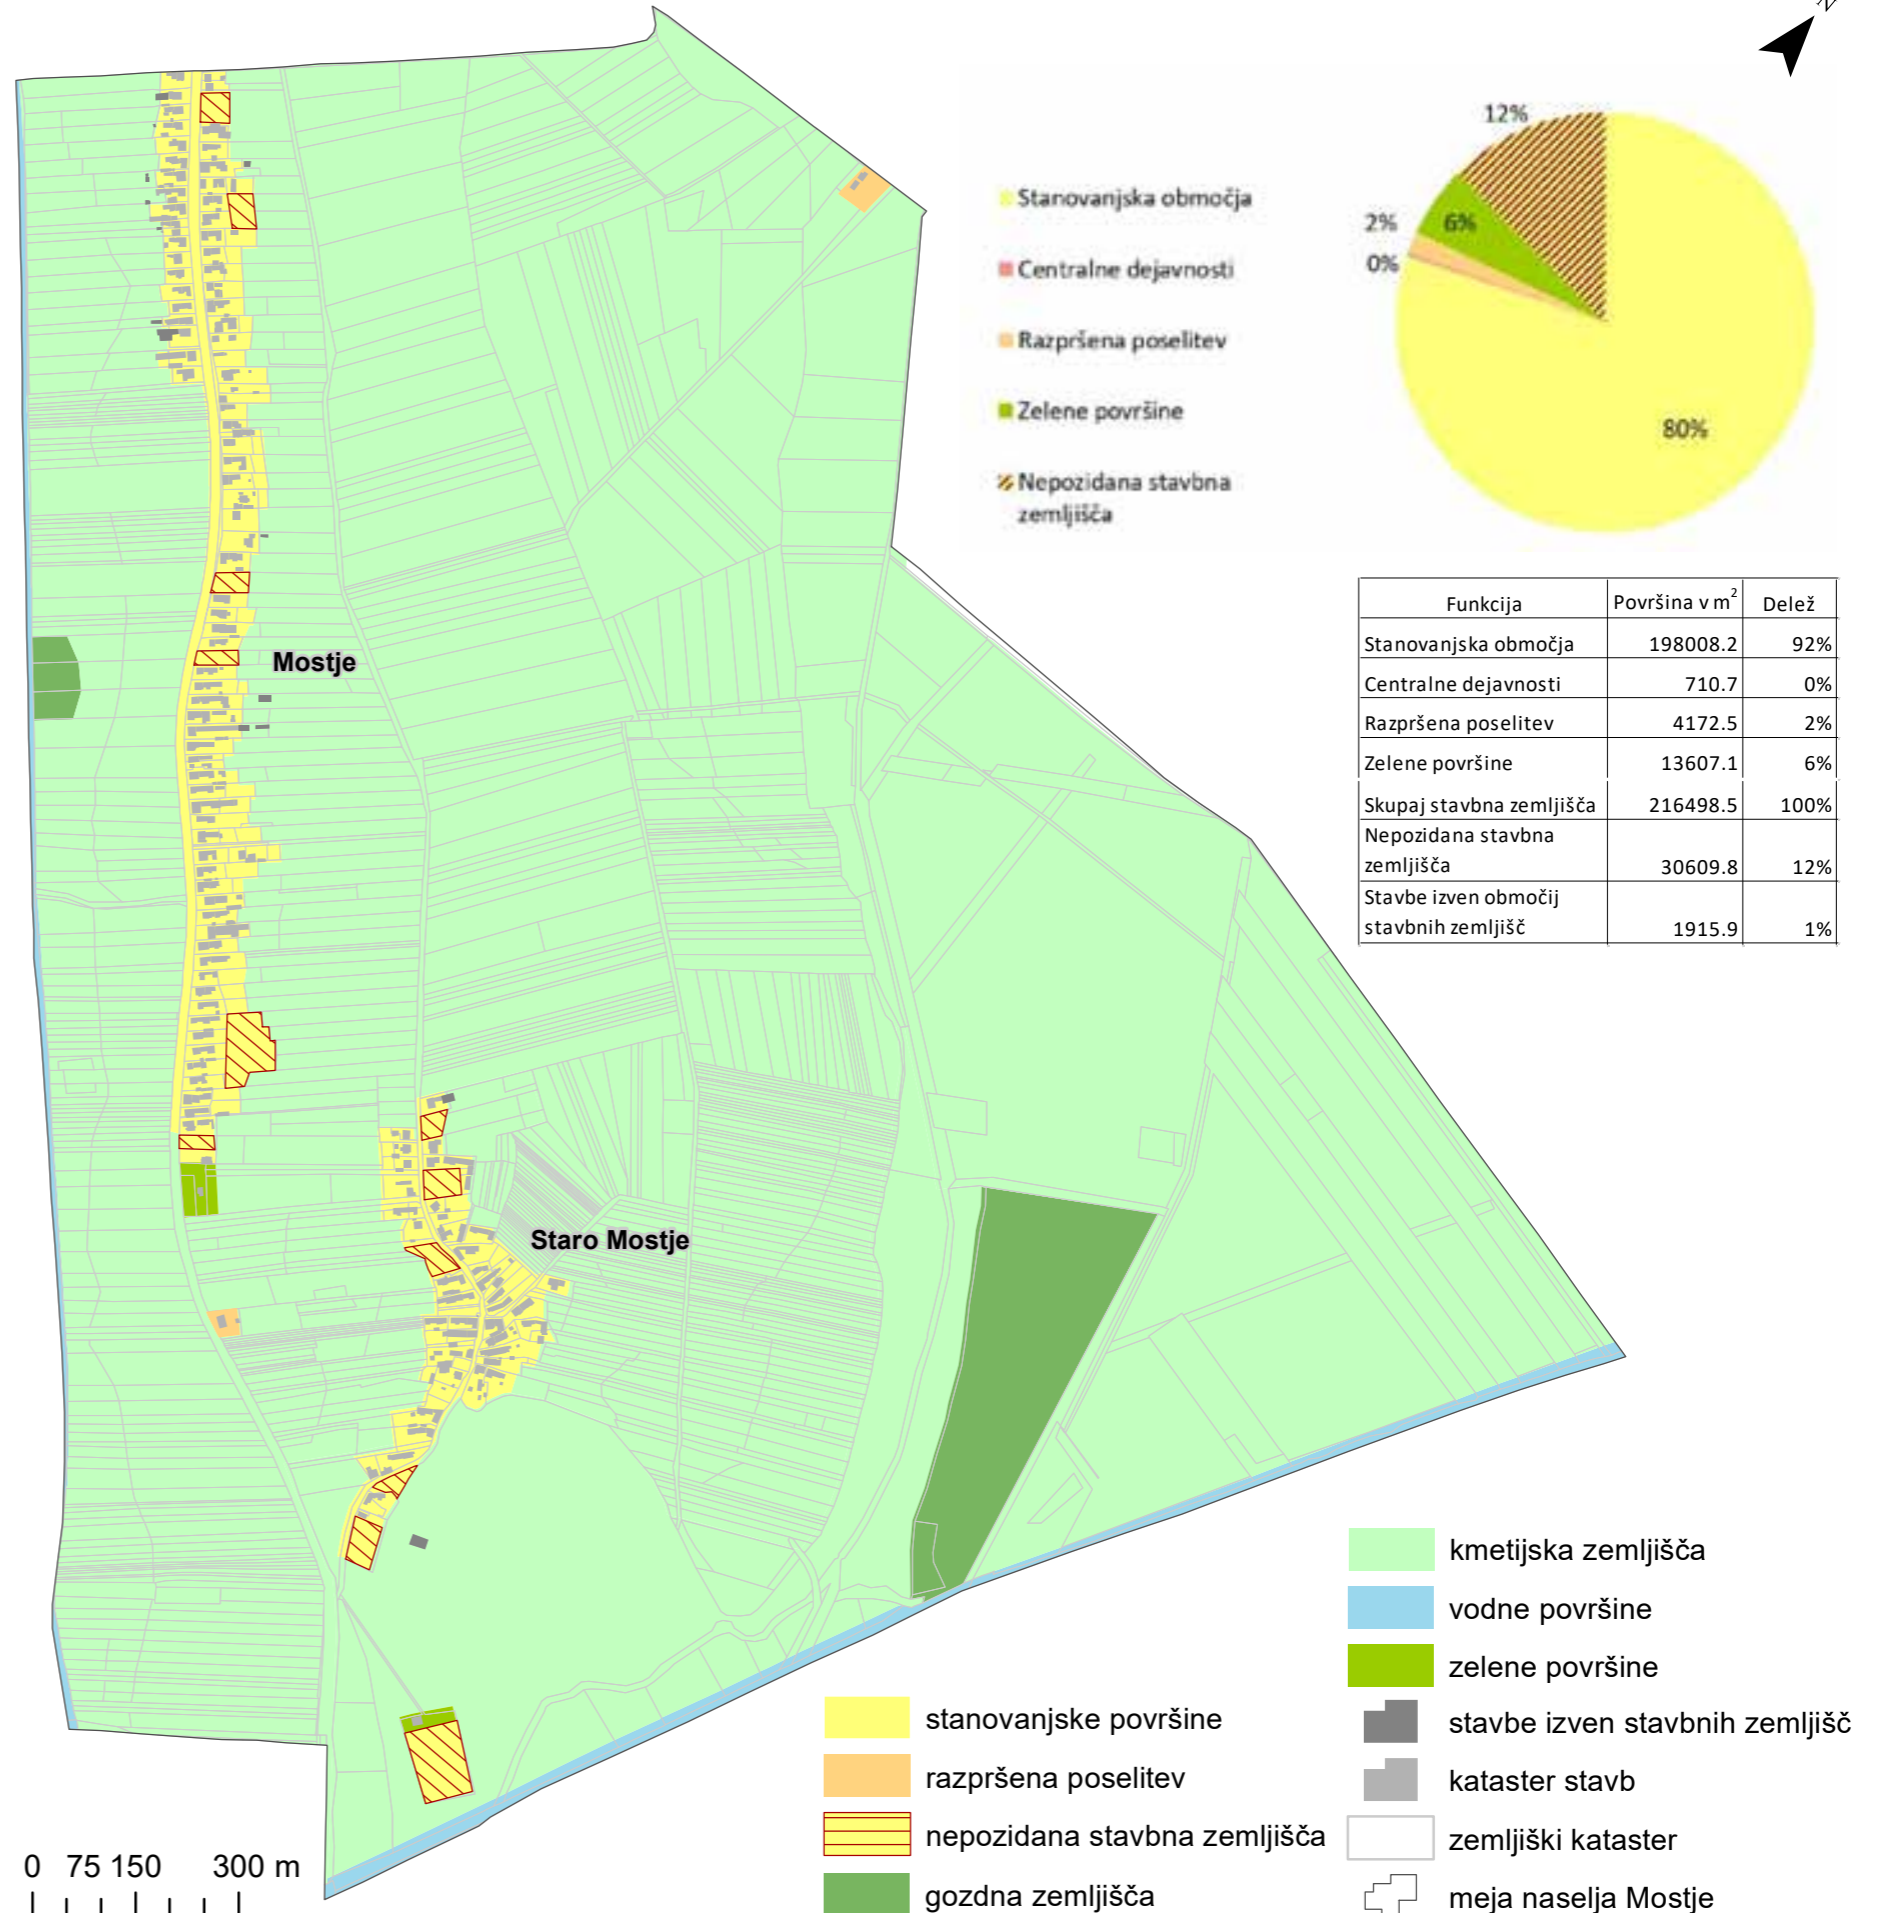 N
12%
2%
6%
0%
80%
Stanovanjska območja
Centralne dejavnosti
Razpršena poselitev
Zelene površine
Nepozidana stavbna
zemljišča
Funkcija Površina v m² Delež
Stanovanjska območja 198008.2 92%
Centralne dejavnosti 710.7 0%
Razpršena poselitev 4172.5 2%
Zelene površine 13607.1 6%
Skupaj stavbna zemljišča 216498.5 100%
Nepozidana stavbna
zemljišča 30609.8 12%
Stavbe izven območij
stavbnih zemljišč 1915.9 1%
Mostje
Staro Mostje
stanovanjske površine
razpršena poselitev
nepozidana stavbna zemljišča
gozdna zemljišča
kmetijska zemljišča
vodne površine
zelene površine
stavbe izven stavbnih zemljišč
kataster stavb
zemljiški kataster
meja naselja Mostje
0 75 150 300 m